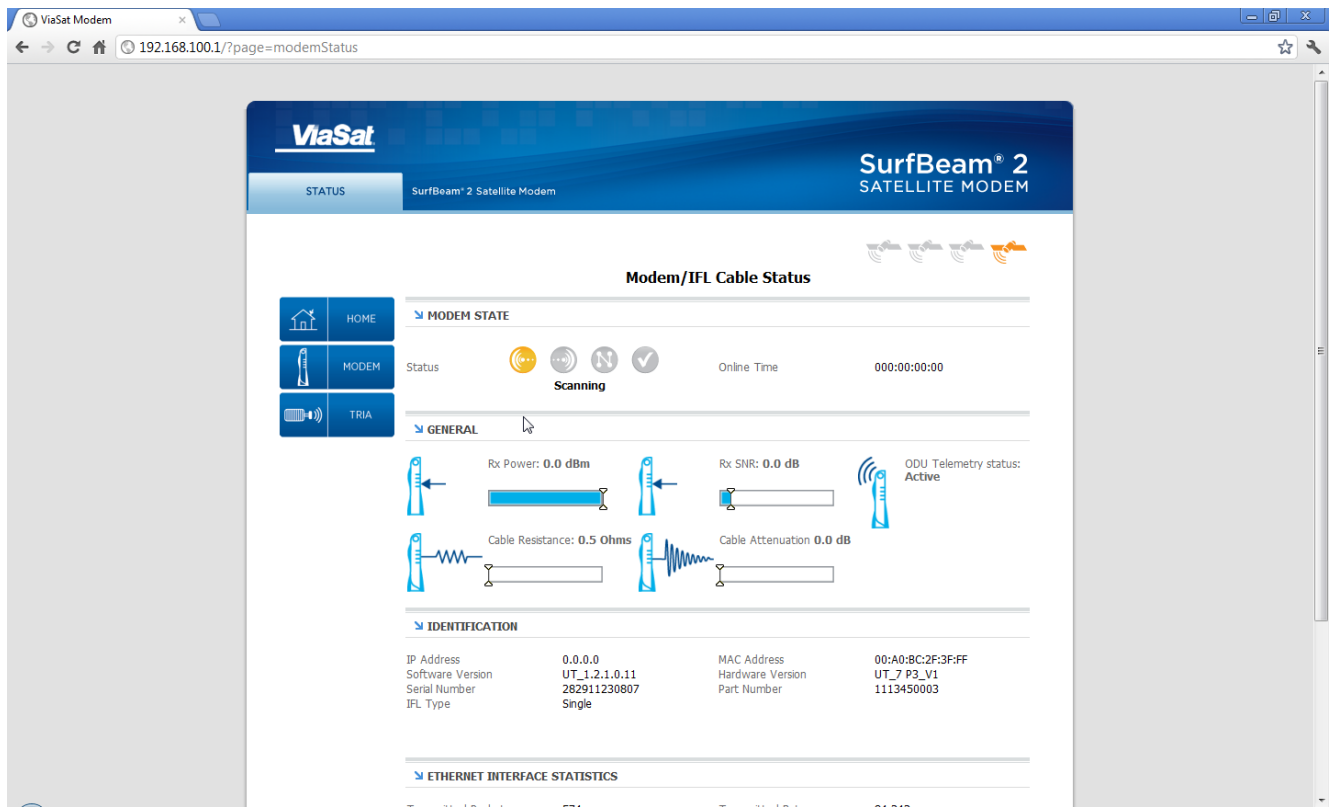 ViaSat Modem
192.168.100.1/?page=modemStatus
ViaSat
SurfBeam® 2
SATELLITE MODEM
STATUS
SurfBeam® 2 Satellite Modem
Modem/IFL Cable Status
HOME
MODEM
TRIA
MODEM STATE
Status
Scanning
Online Time 000:00:00:00
GENERAL
Rx Power: 0.0 dBm
Rx SNR: 0.0 dB
ODU Telemetry status:
Active
Cable Resistance: 0.5 Ohms
Cable Attenuation 0.0 dB
IDENTIFICATION
IP Address 0.0.0.0 MAC Address 00:A0:BC:2F:3F:FF
Software Version UT_1.2.1.0.11 Hardware Version UT_7 P3_V1
Serial Number 282911230807 Part Number 1113450003
IFL Type Single
ETHERNET INTERFACE STATISTICS